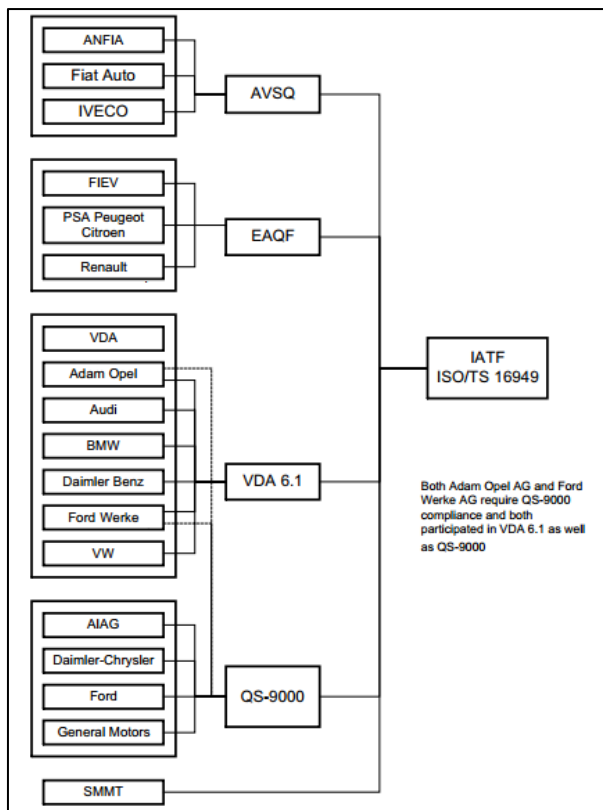 ANFIA
Fiat Auto
IVECO
AVSQ
FIEV
PSA Peugeot
Citroen
Renault
EAQF
VDA
Adam Opel
Audi
BMW
Daimler Benz
Ford Werke
VW
VDA 6.1
IATF
ISO/TS 16949
Both Adam Opel AG and Ford
Werke AG require QS-9000
compliance and both
participated in VDA 6.1 as well
as QS-9000
AIAG
Daimler-Chrysler
Ford
General Motors
QS-9000
SMMT